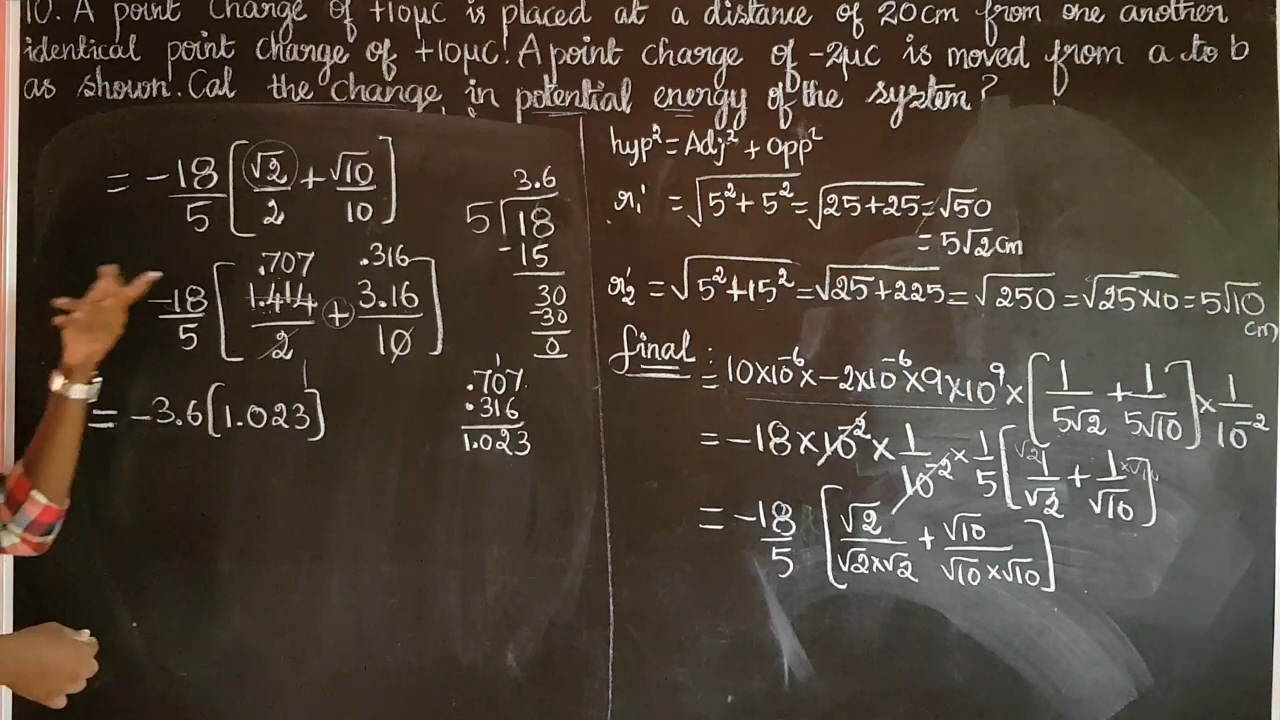 10. A point charge of +10μC is placed at a distance of 20cm from one another
identical point charge of +10μC. A point charge of -2μC is moved from a to b
as shown. Cal the change in potential energy of the system?
= -18/5 [√2/2 + √10/10]
-18/5 [1.414/2 + 3.16/10]
.707 .316
= -3.6[1.023]
3.6
5√18
-15
30
-30
0
1
.707
.316
1.023
hyp² = Adj² + Opp²
r₁' = √5²+5² = √25+25 = √50
= 5√2 cm
r₂' = √5²+15² = √25+225 = √250 = √25×10 = 5√10 cm
final :
= 10×10⁻⁶×-2×10⁻⁶×9×10⁹×[1/5√2 + 1/5√10]×1/10⁻²
= -18×10⁻²×1/10⁻²×1/5[1/√2 + 1/√10]
= -18/5 [√2/√2×√2 + √10/√10×√10]